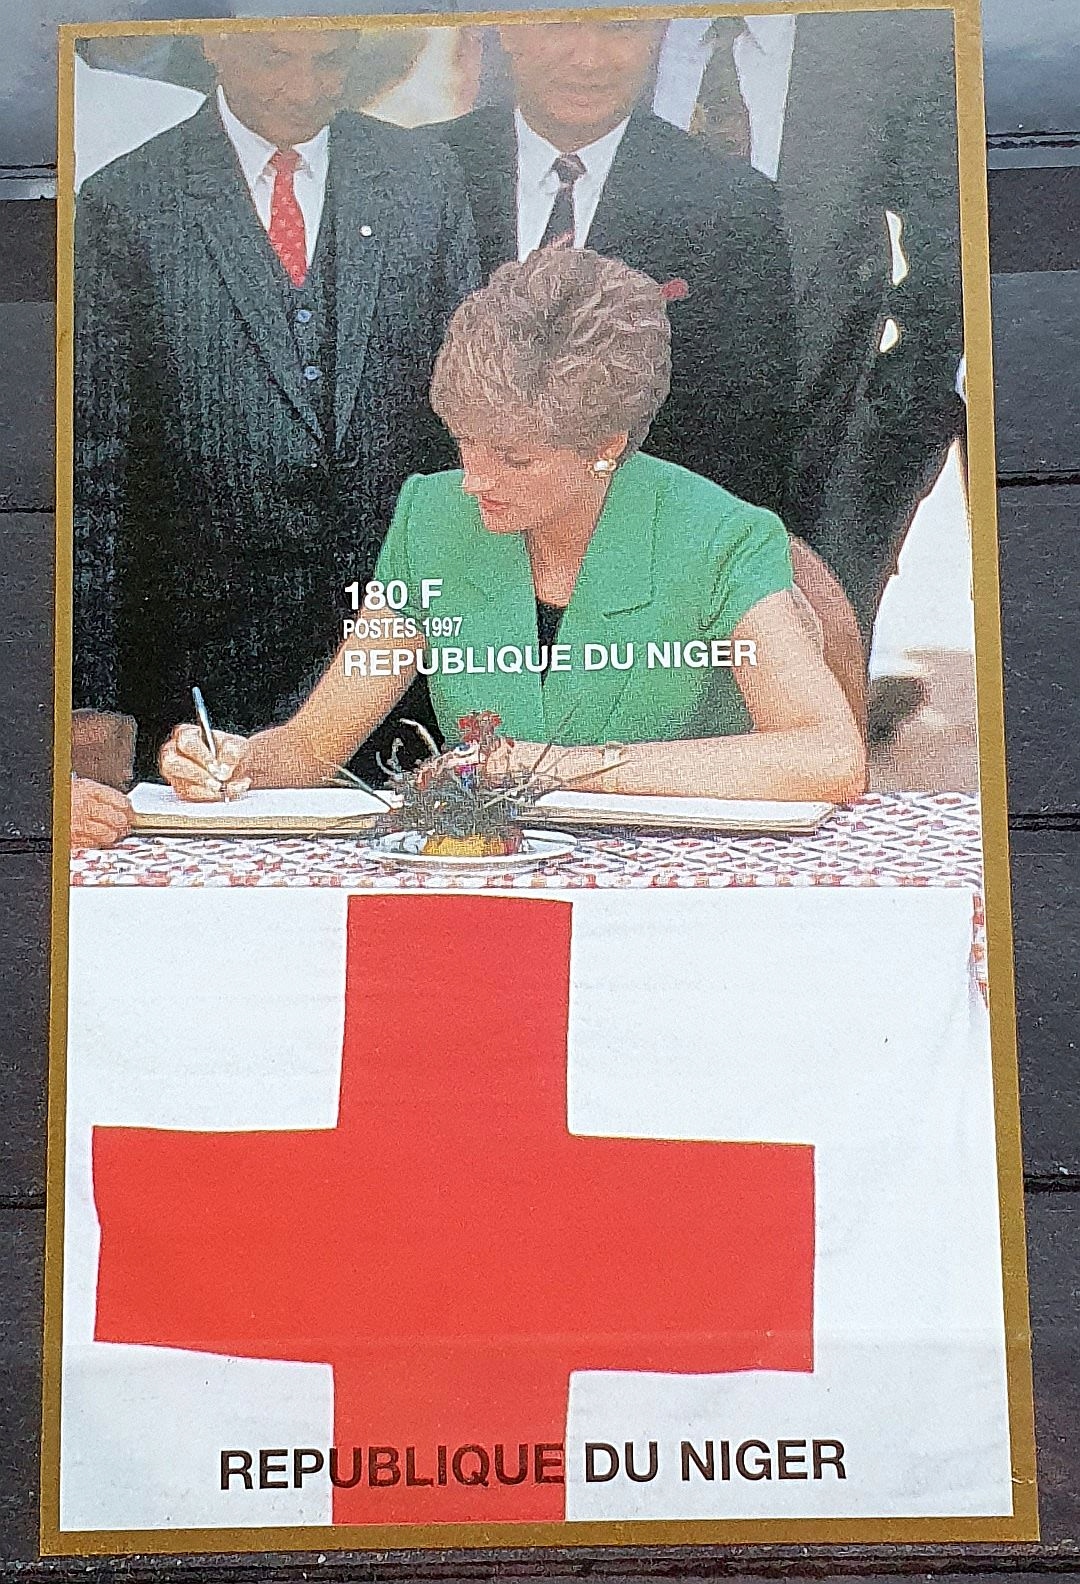 180 F
POSTES 1997
REPUBLIQUE DU NIGER
REPUBLIQUE DU NIGER